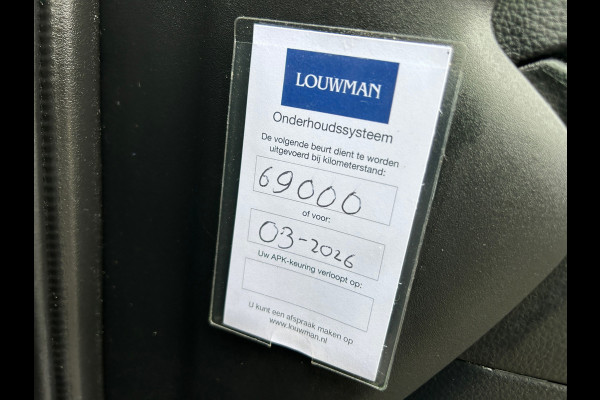 LOUWMAN
Onderhoudssysteem
De volgende beurt dient te worden
uitgevoerd bij kilometerstand:
69000
of voor:
03-2026
Uw APK-keuring verloopt op:
U kunt een afspraak maken op
www.louwman.nl